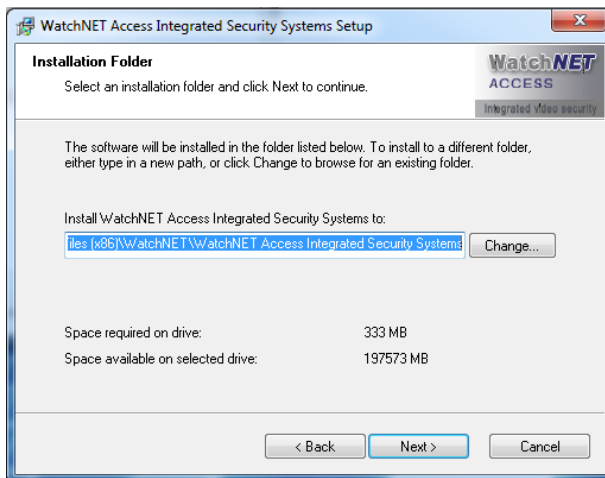 WatchNET Access Integrated Security Systems Setup
Installation Folder
Select an installation folder and click Next to continue.
WatchNET
ACCESS
Integrated video security
The software will be installed in the folder listed below. To install to a different folder,
either type in a new path, or click Change to browse for an existing folder.
Install WatchNET Access Integrated Security Systems to:
iles (x86)\WatchNET\WatchNET Access Integrated Security Systems
Change...
Space required on drive: 333 MB
Space available on selected drive: 197573 MB
< Back Next > Cancel